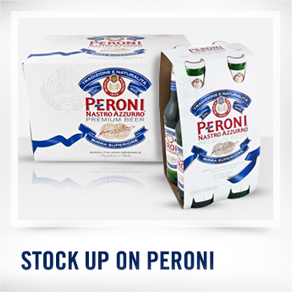 TRADIZIONE E NATURALITÀ
PERONI
NASTRO AZZURRO
PREMIUM BEER
BIRRA SUPERIORE
TRADIZIONE E NATURALITÀ
PERONI
NASTRO AZZURRO
BIRRA SUPERIORE
STOCK UP ON PERONI